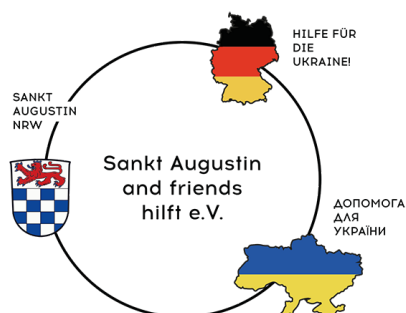 HILFE FÜR
DIE
UKRAINE!
SANKT
AUGUSTIN
NRW
Sankt Augustin
and friends
hilft e.V.
ДОПОМОГА
ДЛЯ
УКРАЇНИ